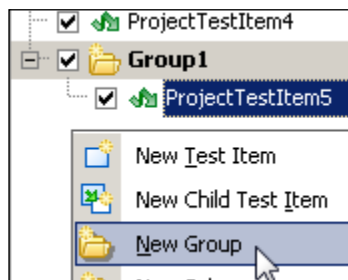 ProjectTestItem4
Group1
ProjectTestItem5
New Test Item
New Child Test Item
New Group